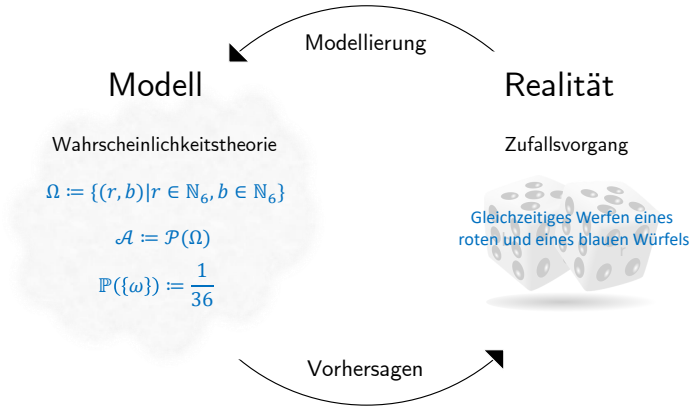 Modellierung
Modell
Realität
Wahrscheinlichkeitstheorie
Zufallsvorgang
Ω ≔ {(r, b)|r ∈ ℕ₆, b ∈ ℕ₆}
𝒜 ≔ 𝒫(Ω)
ℙ({ω}) ≔ 1/36
Gleichzeitiges Werfen eines
roten und eines blauen Würfels
Vorhersagen